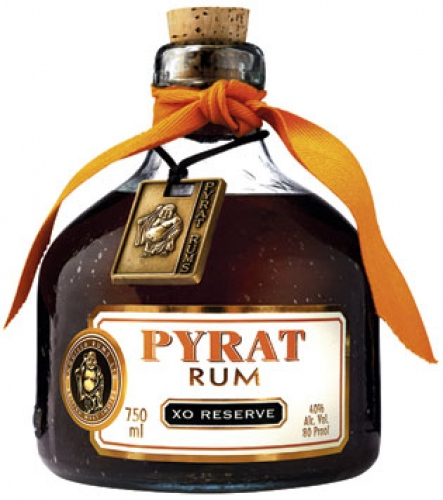 PYRAT RUMS
PYRAT
RUM
XO RESERVE
750
ml
40%
Alc. Vol.
80 Proof